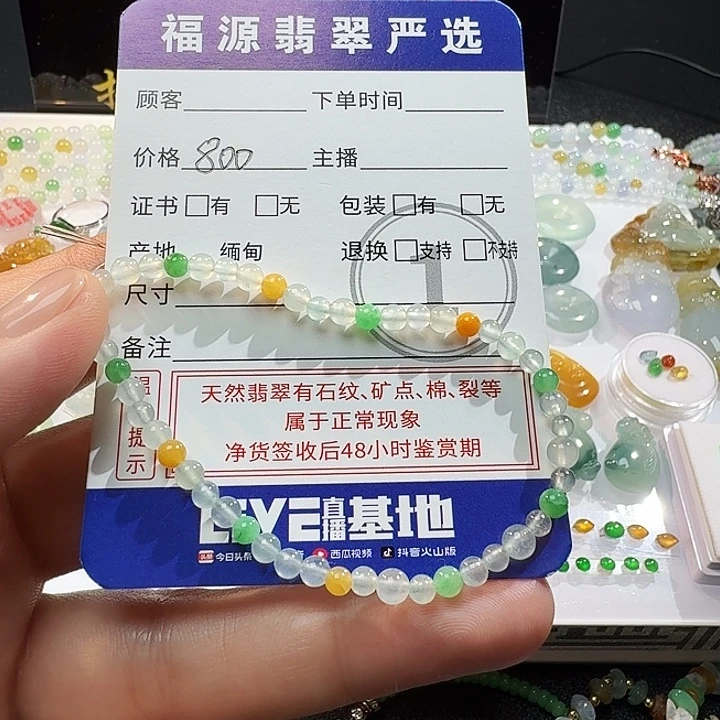 福源翡翠严选
顾客 下单时间
价格 800 主播
证书 □有 □无 包装 □有 □无
产地 缅甸 退换 □支持 □不支持
尺寸
1
备注
提示
天然翡翠有石纹、矿点、棉、裂等
属于正常现象
净货签收后48小时鉴赏期
LIVE直播基地
今日头条 西瓜视频 抖音火山版